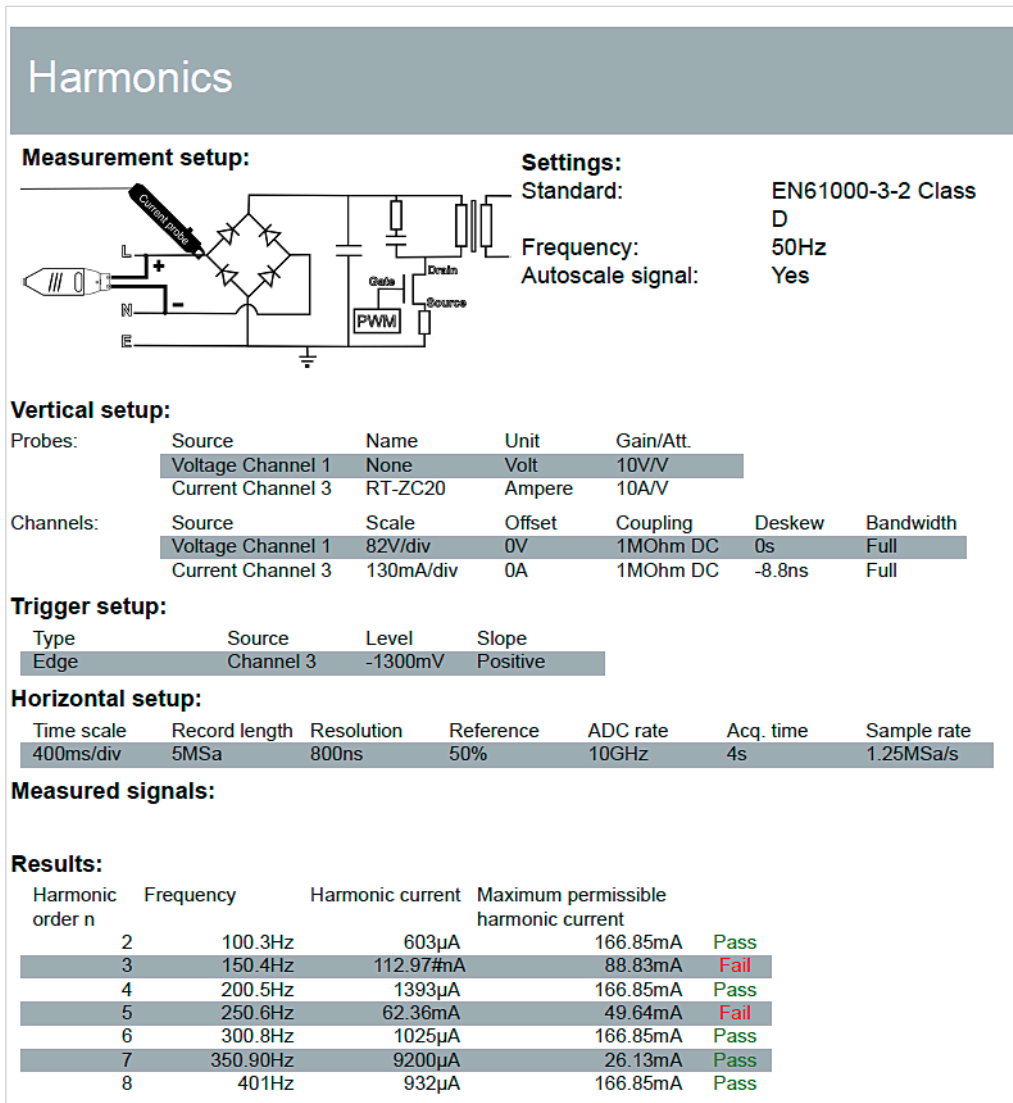 Harmonics
Measurement setup:
Current probe
L
+
N
-
E
Gate
Drain
Source
PWM
Settings:
Standard: EN61000-3-2 Class
D
Frequency: 50Hz
Autoscale signal: Yes
Vertical setup:
Probes: Source Name Unit Gain/Att.
Voltage Channel 1 None Volt 10V/V
Current Channel 3 RT-ZC20 Ampere 10A/V
Channels: Source Scale Offset Coupling Deskew Bandwidth
Voltage Channel 1 82V/div 0V 1MOhm DC 0s Full
Current Channel 3 130mA/div 0A 1MOhm DC -8.8ns Full
Trigger setup:
Type Source Level Slope
Edge Channel 3 -1300mV Positive
Horizontal setup:
Time scale Record length Resolution Reference ADC rate Acq. time Sample rate
400ms/div 5MSa 800ns 50% 10GHz 4s 1.25MSa/s
Measured signals:
Results:
Harmonic Frequency Harmonic current Maximum permissible
order n harmonic current
2 100.3Hz 603µA 166.85mA Pass
3 150.4Hz 112.97#mA 88.83mA Fail
4 200.5Hz 1393µA 166.85mA Pass
5 250.6Hz 62.36mA 49.64mA Fail
6 300.8Hz 1025µA 166.85mA Pass
7 350.90Hz 9200µA 26.13mA Pass
8 401Hz 932µA 166.85mA Pass